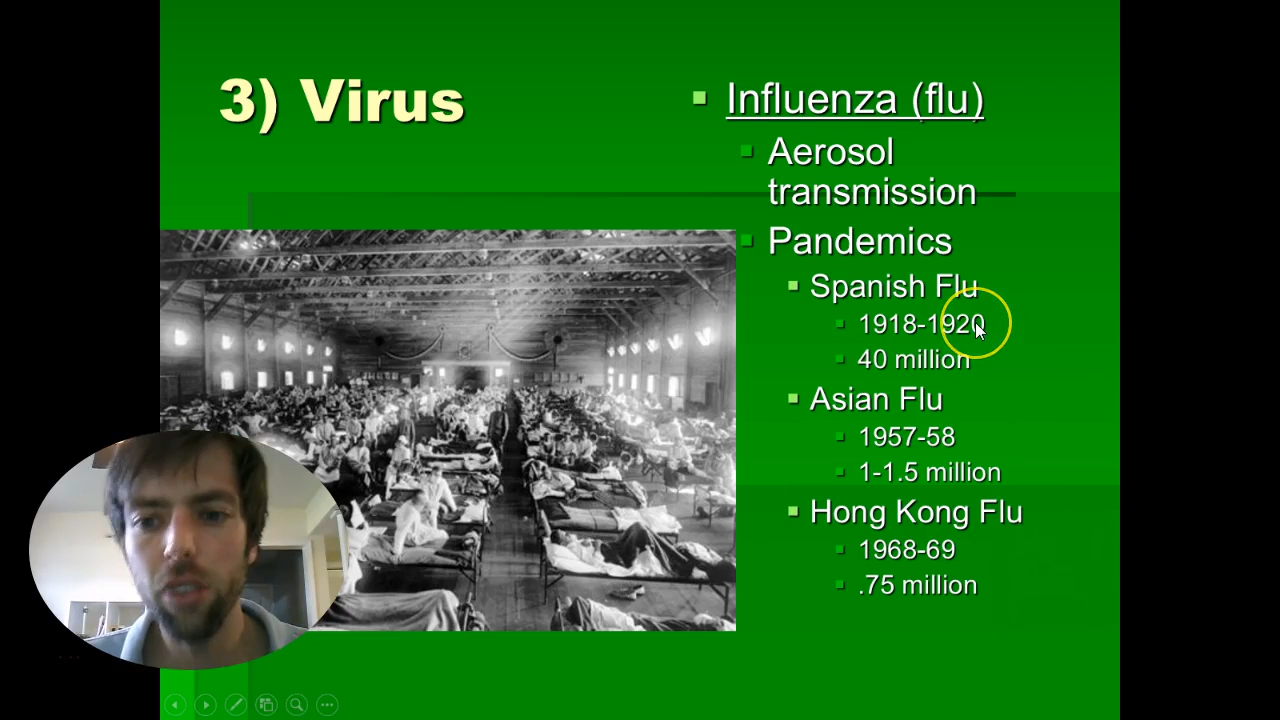 3) Virus
Influenza (flu)
Aerosol
transmission
Pandemics
Spanish Flu
1918-1920
40 million
Asian Flu
1957-58
1-1.5 million
Hong Kong Flu
1968-69
.75 million